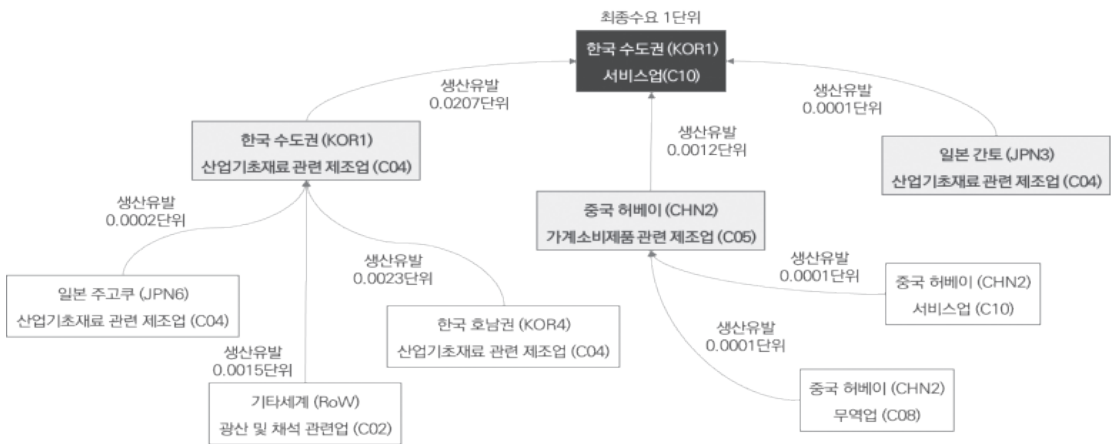 최종수요 1단위
한국 수도권 (KOR1)
서비스업(C10)
생산유발
0.0207단위
생산유발
0.0012단위
생산유발
0.0001단위
한국 수도권 (KOR1)
산업기초재료 관련 제조업 (C04)
일본 간토 (JPN3)
산업기초재료 관련 제조업 (C04)
중국 허베이 (CHN2)
가계소비제품 관련 제조업 (C05)
생산유발
0.0002단위
생산유발
0.0023단위
생산유발
0.0001단위
일본 주고쿠 (JPN6)
산업기초재료 관련 제조업 (C04)
중국 허베이 (CHN2)
서비스업 (C10)
한국 호남권 (KOR4)
산업기초재료 관련 제조업 (C04)
생산유발
0.0015단위
생산유발
0.0001단위
기타세계 (RoW)
광산 및 채석 관련업 (C02)
중국 허베이 (CHN2)
무역업 (C08)